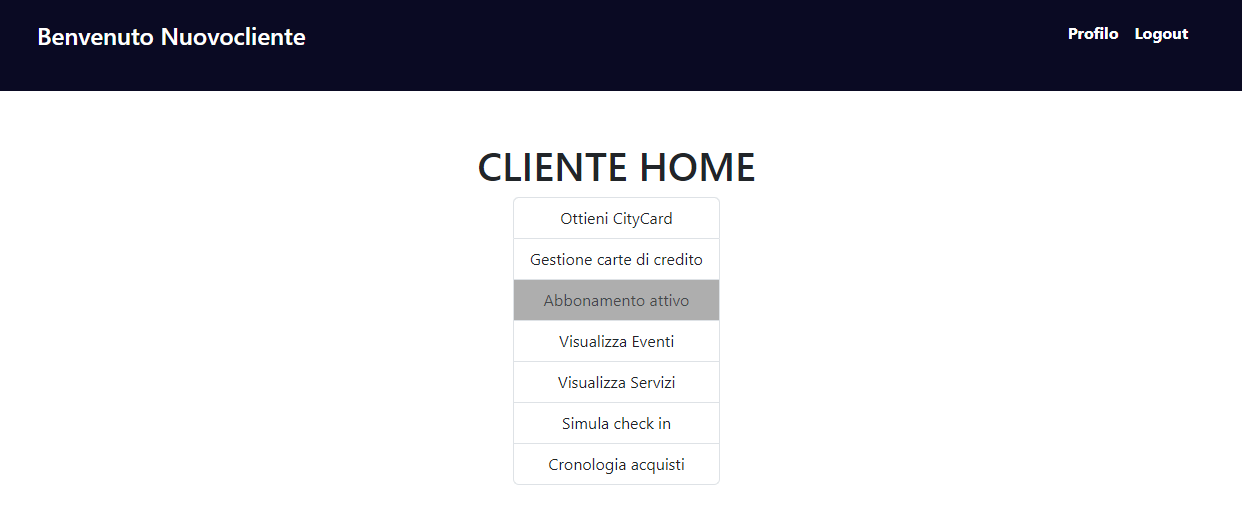 Benvenuto Nuovocliente
Profilo Logout
CLIENTE HOME
Ottieni CityCard
Gestione carte di credito
Abbonamento attivo
Visualizza Eventi
Visualizza Servizi
Simula check in
Cronologia acquisti